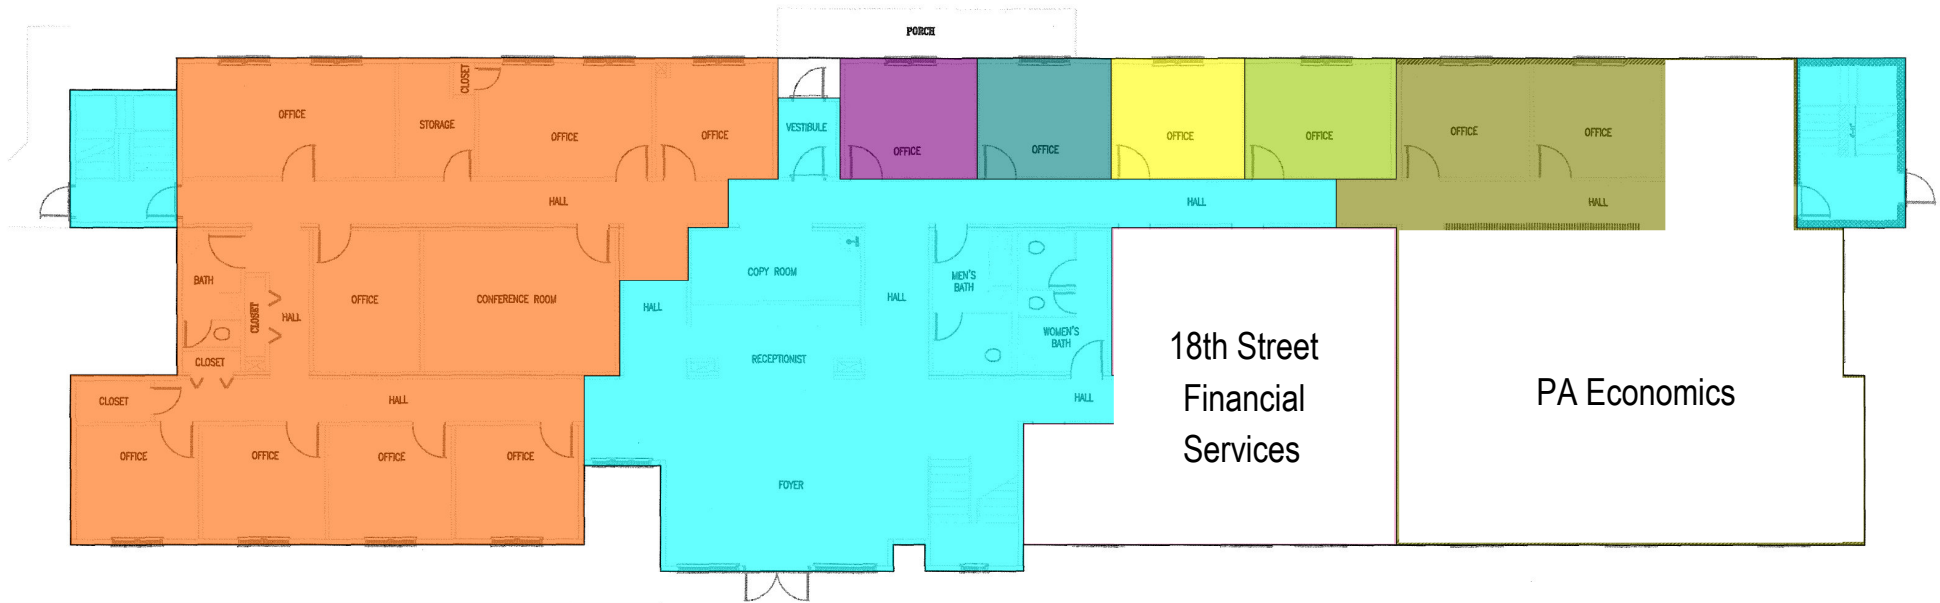 PORCH
OFFICE
STORAGE
CLOSET
OFFICE
OFFICE
VESTIBULE
OFFICE
OFFICE
OFFICE
OFFICE
OFFICE
OFFICE
HALL
HALL
HALL
BATH
CLOSET
HALL
OFFICE
CONFERENCE ROOM
HALL
COPY ROOM
HALL
MEN'S
BATH
WOMEN'S
BATH
CLOSET
RECEPTIONIST
18th Street
Financial
Services
PA Economics
CLOSET
HALL
HALL
OFFICE
OFFICE
OFFICE
OFFICE
FOYER